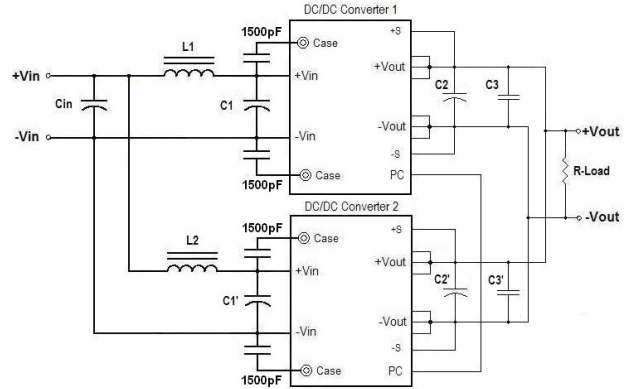 DC/DC Converter 1
1500pF
Case
+S
L1
+Vin
+Vin
+Vout
Cin
C1
C2
C3
-Vin
-Vin
-Vout
+Vout
-S
R-Load
Case
PC
1500pF
-Vout
DC/DC Converter 2
1500pF
Case
+S
L2
+Vin
+Vout
C1'
C2'
C3'
-Vin
-Vout
-S
Case
PC
1500pF